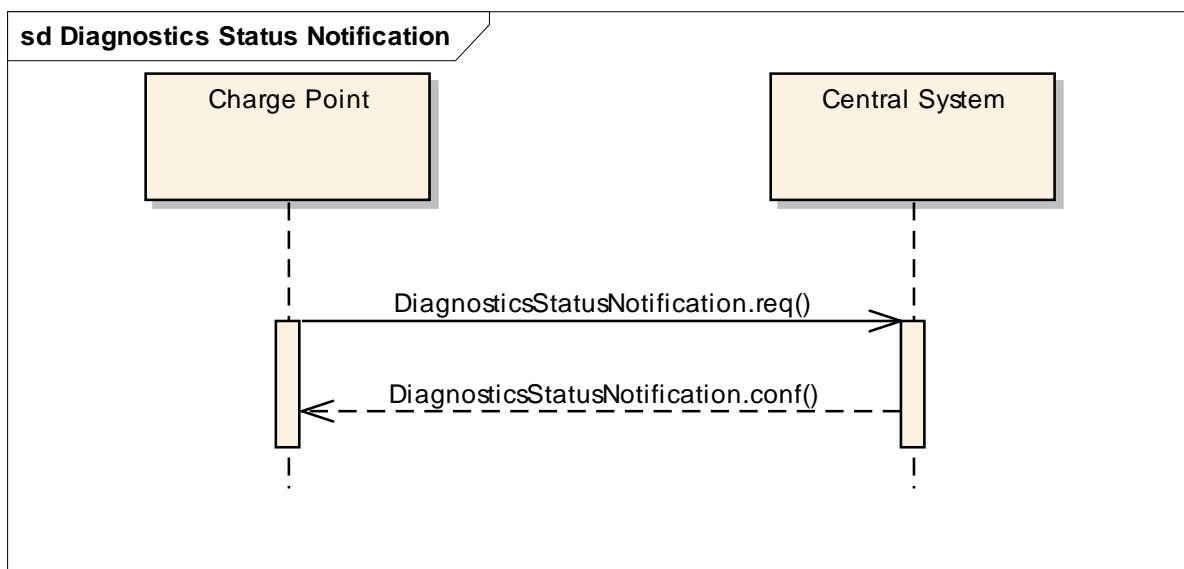 sd Diagnostics Status Notification
Charge Point
Central System
DiagnosticsStatusNotification.req()
DiagnosticsStatusNotification.conf()